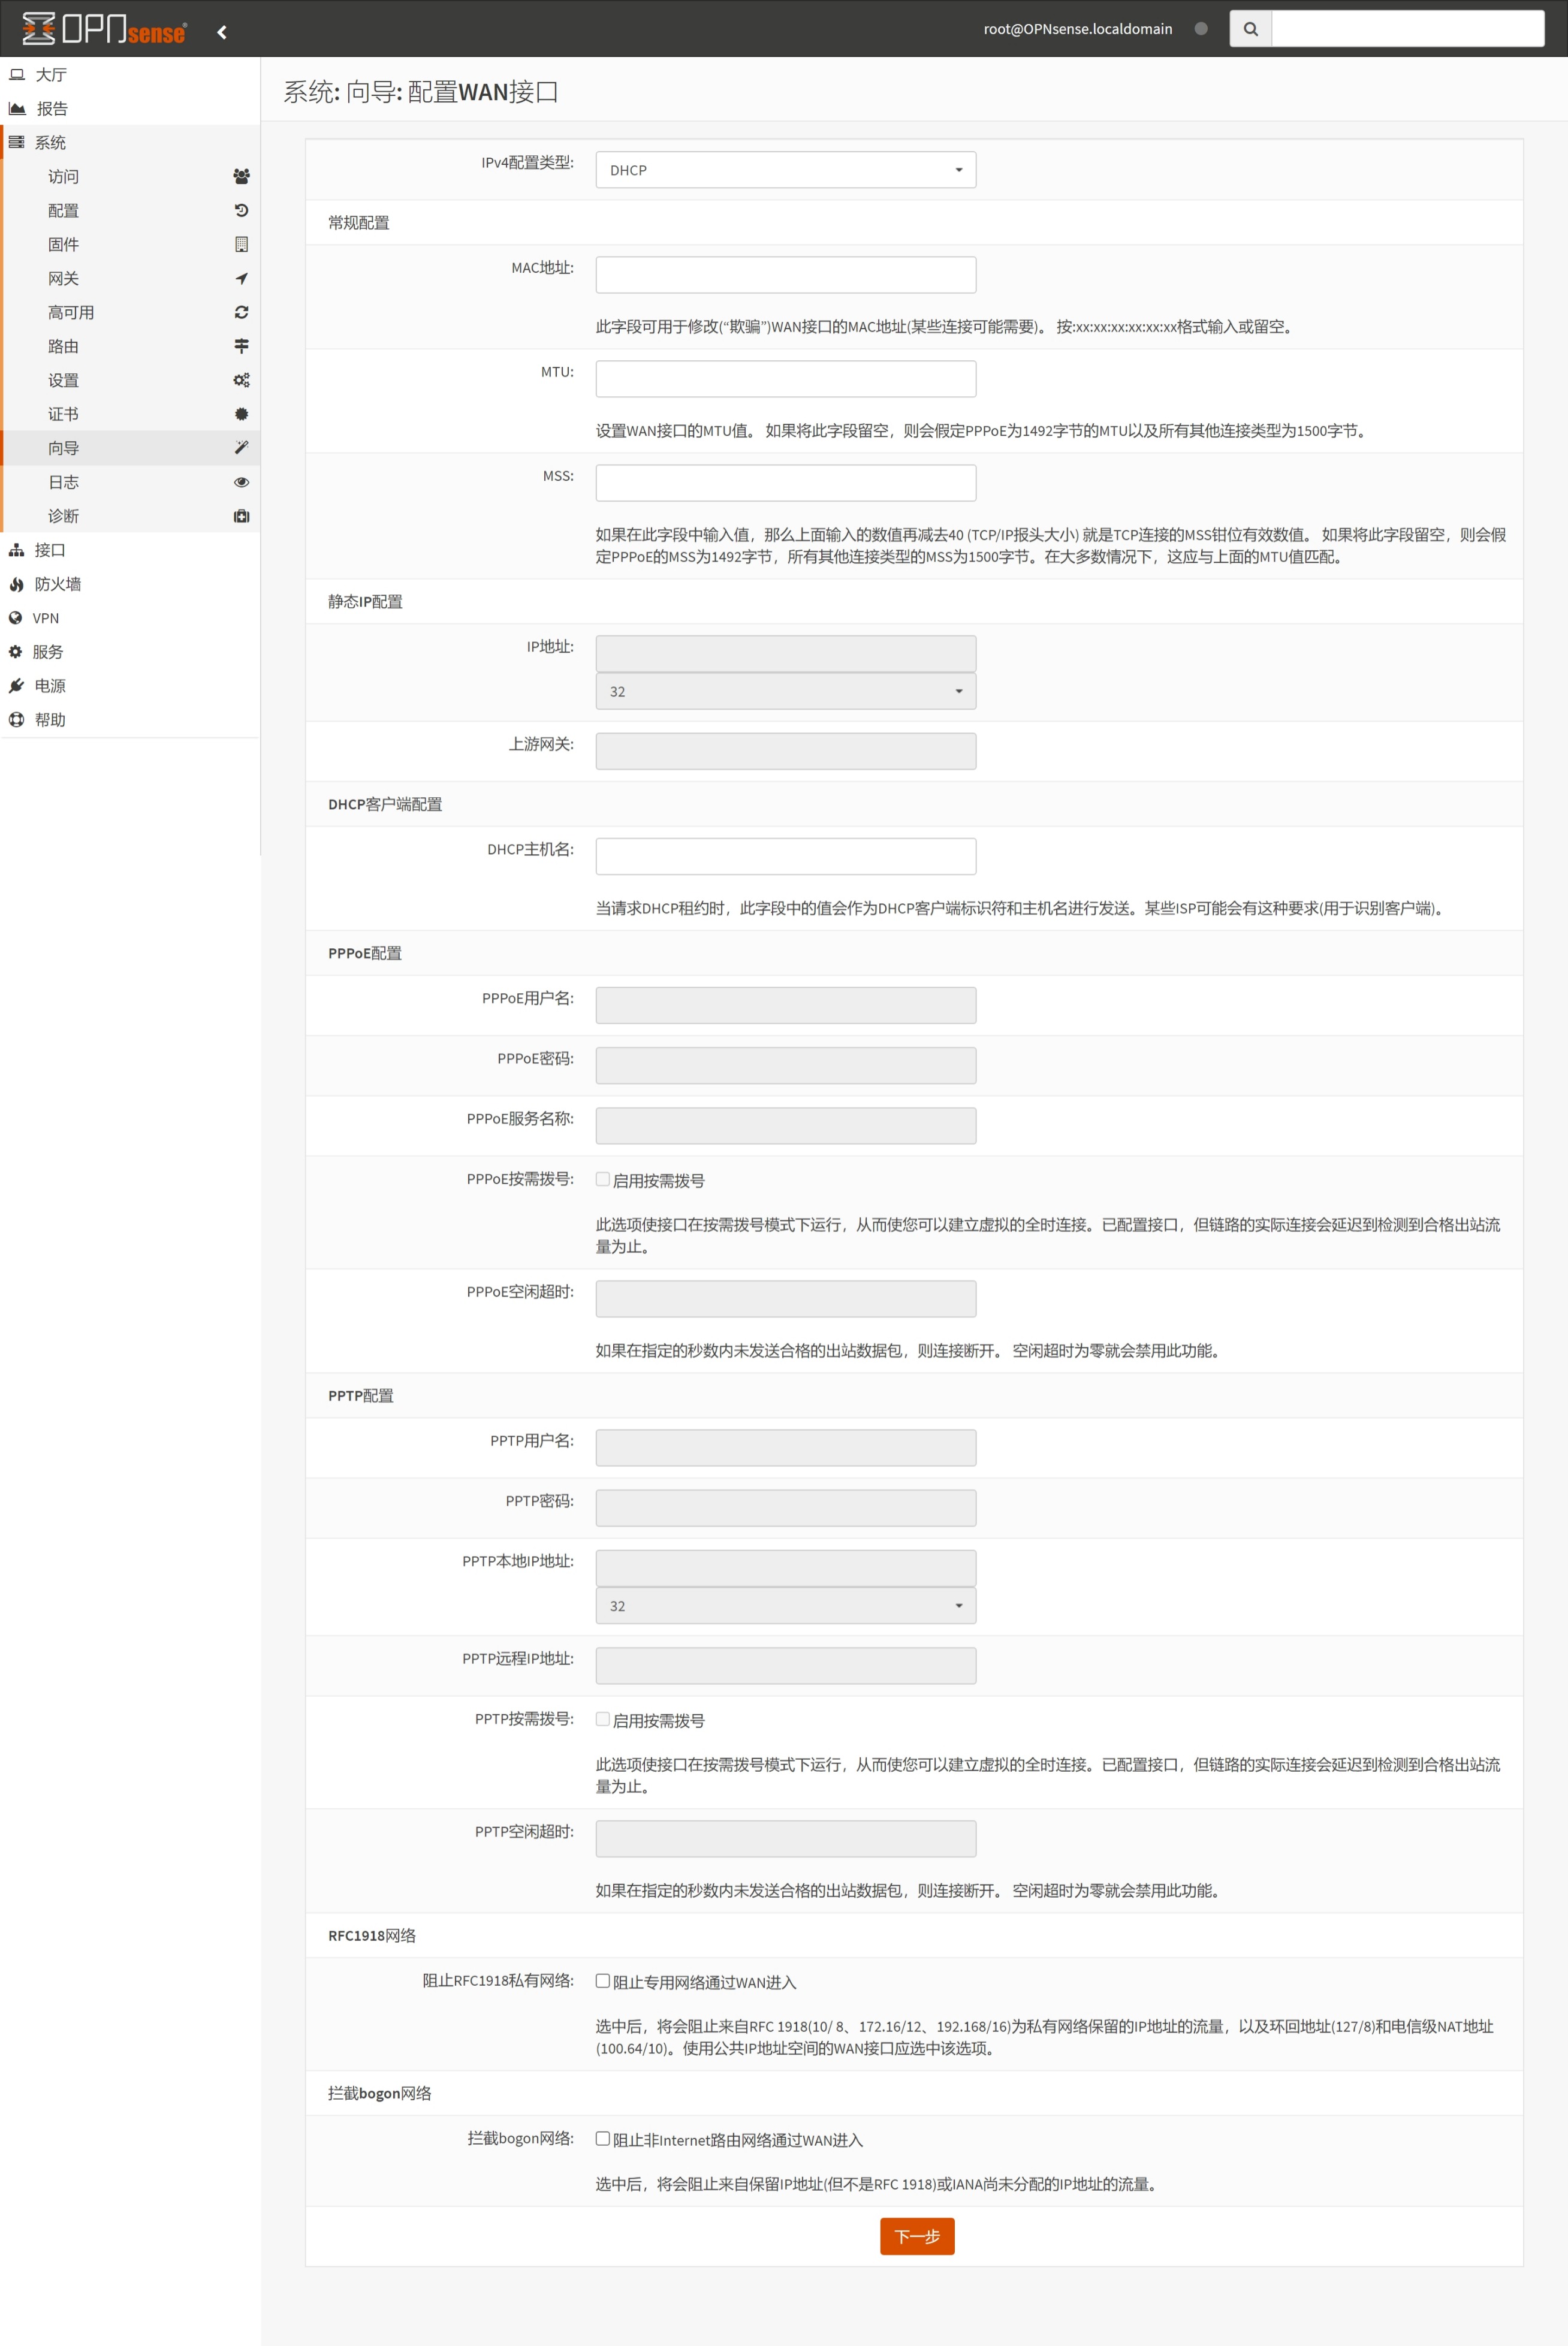 OPNsense®
root@OPNsense.localdomain
大厅
报告
系统
访问
配置
固件
网关
高可用
路由
设置
证书
向导
日志
诊断
接口
防火墙
VPN
服务
电源
帮助
系统: 向导: 配置WAN接口
IPv4配置类型:
DHCP
常规配置
MAC地址:
此字段可用于修改(“欺骗”)WAN接口的MAC地址(某些连接可能需要)。 按:xx:xx:xx:xx:xx:xx格式输入或留空。
MTU:
设置WAN接口的MTU值。 如果将此字段留空，则会假定PPPoE为1492字节的MTU以及所有其他连接类型为1500字节。
MSS:
如果在此字段中输入值，那么上面输入的数值再减去40 (TCP/IP报头大小) 就是TCP连接的MSS钳位有效数值。 如果将此字段留空，则会假
定PPPoE的MSS为1492字节，所有其他连接类型的MSS为1500字节。在大多数情况下，这应与上面的MTU值匹配。
静态IP配置
IP地址:
32
上游网关:
DHCP客户端配置
DHCP主机名:
当请求DHCP租约时，此字段中的值会作为DHCP客户端标识符和主机名进行发送。某些ISP可能会有这种要求(用于识别客户端)。
PPPoE配置
PPPoE用户名:
PPPoE密码:
PPPoE服务名称:
PPPoE按需拨号:
启用按需拨号
此选项使接口在按需拨号模式下运行，从而使您可以建立虚拟的全时连接。已配置接口，但链路的实际连接会延迟到检测到合格出站流
量为止。
PPPoE空闲超时:
如果在指定的秒数内未发送合格的出站数据包，则连接断开。 空闲超时为零就会禁用此功能。
PPTP配置
PPTP用户名:
PPTP密码:
PPTP本地IP地址:
32
PPTP远程IP地址:
PPTP按需拨号:
启用按需拨号
此选项使接口在按需拨号模式下运行，从而使您可以建立虚拟的全时连接。已配置接口，但链路的实际连接会延迟到检测到合格出站流
量为止。
PPTP空闲超时:
如果在指定的秒数内未发送合格的出站数据包，则连接断开。 空闲超时为零就会禁用此功能。
RFC1918网络
阻止RFC1918私有网络:
阻止专用网络通过WAN进入
选中后，将会阻止来自RFC 1918(10/ 8、172.16/12、192.168/16)为私有网络保留的IP地址的流量，以及环回地址(127/8)和电信级NAT地址
(100.64/10)。使用公共IP地址空间的WAN接口应选中该选项。
拦截bogon网络
拦截bogon网络:
阻止非Internet路由网络通过WAN进入
选中后，将会阻止来自保留IP地址(但不是RFC 1918)或IANA尚未分配的IP地址的流量。
下一步